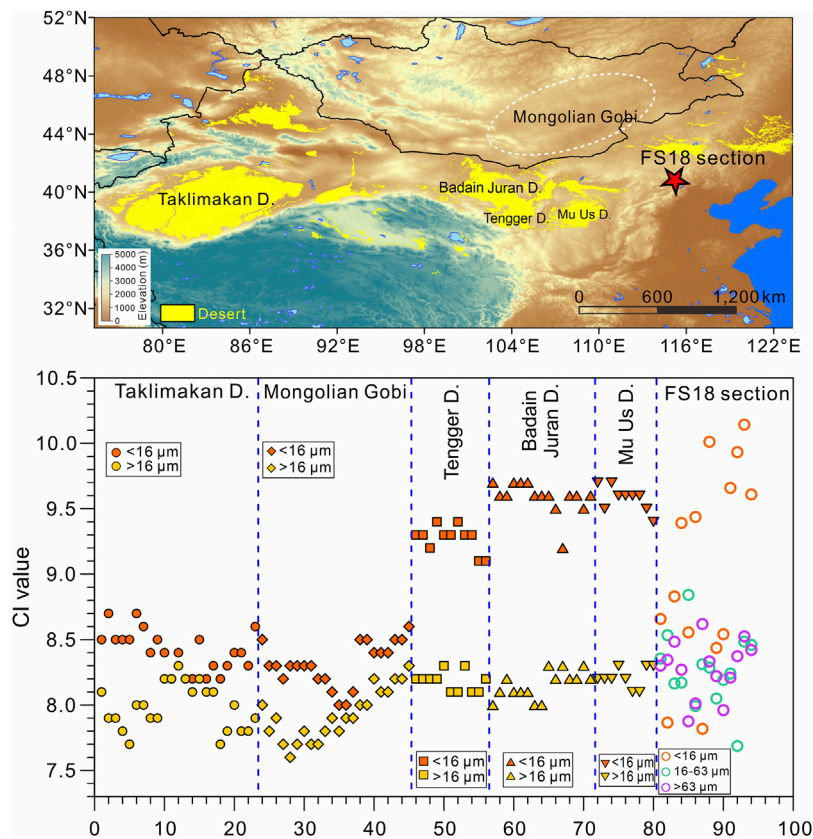 52°N
48°N
44°N
40°N
36°N
32°N
Mongolian Gobi
FS18 section
Taklimakan D.
Badain Juran D.
Tengger D.
Mu Us D.
5000
4000
3000
2000
1000
0
Elevation (m)
Desert
0 600 1,200 km
80°E 86°E 92°E 98°E 104°E 110°E 116°E 122°E
10.5
10.0
9.5
9.0
8.5
8.0
7.5
CI value
Taklimakan D.
Mongolian Gobi
Tengger D.
Badain
Juran D.
Mu Us D.
FS18 section
<16 μm
>16 μm
<16 μm
>16 μm
<16 μm
>16 μm
<16 μm
>16 μm
<16 μm
>16 μm
<16 μm
16-63 μm
>63 μm
0 10 20 30 40 50 60 70 80 90 100